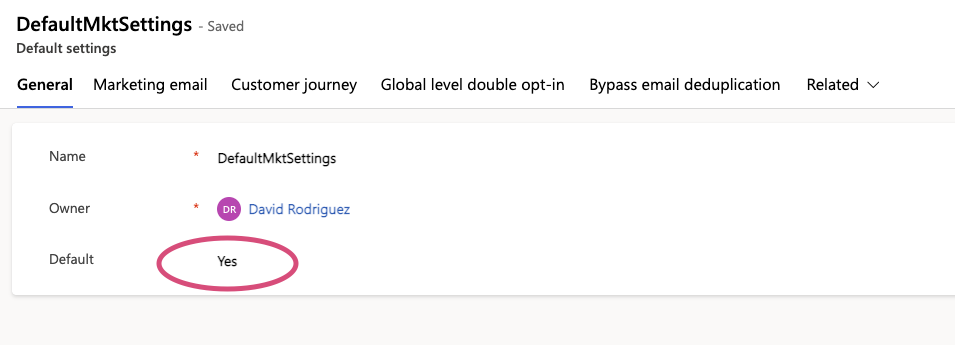 DefaultMktSettings - Saved
Default settings
General Marketing email Customer journey Global level double opt-in Bypass email deduplication Related
Name * DefaultMktSettings
Owner * DR David Rodriguez
Default Yes